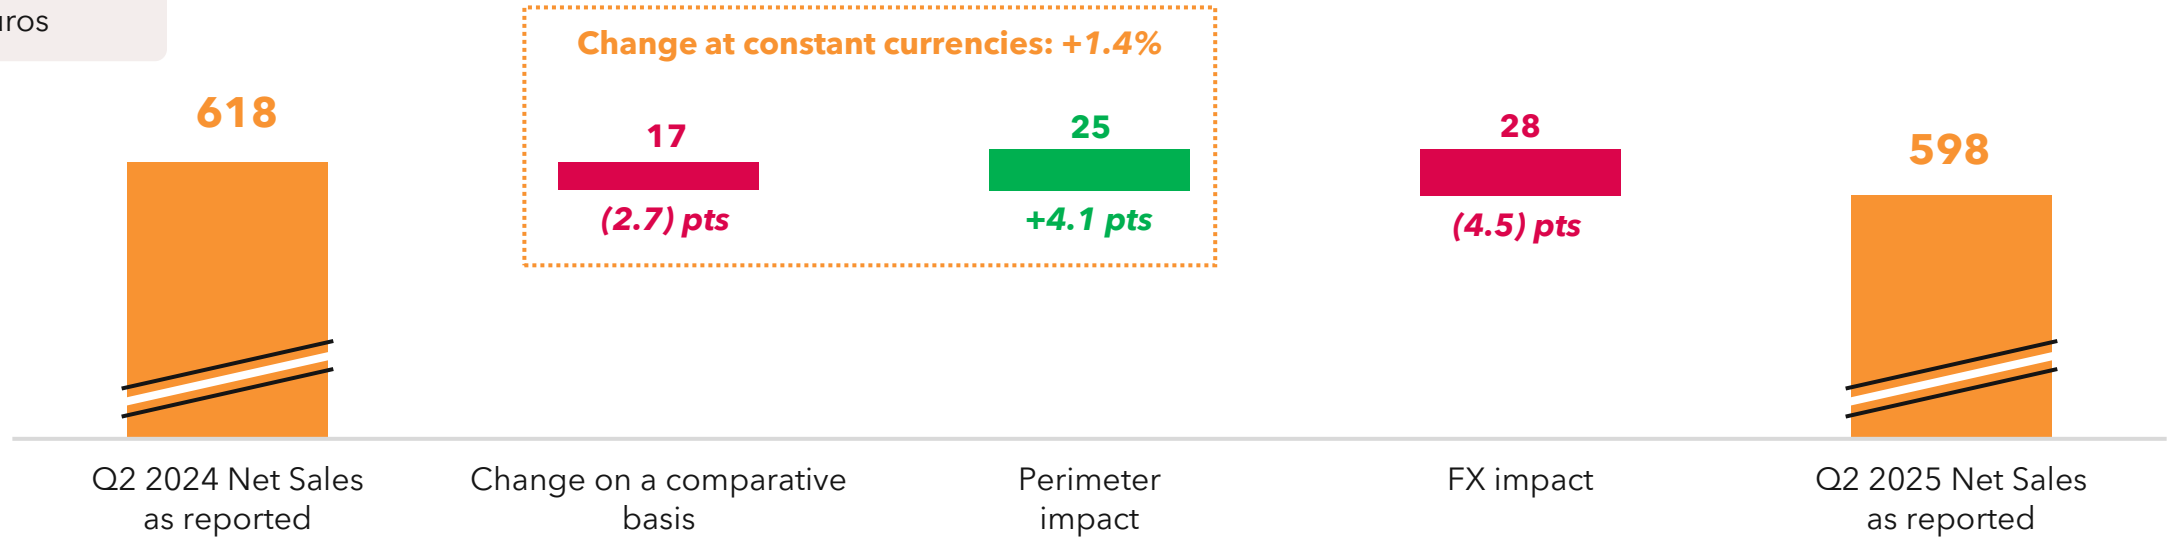 Change at constant currencies: +1.4%
618
17
25
28
598
(2.7) pts
+4.1 pts
(4.5) pts
Q2 2024 Net Sales
as reported
Change on a comparative
basis
Perimeter
impact
FX impact
Q2 2025 Net Sales
as reported